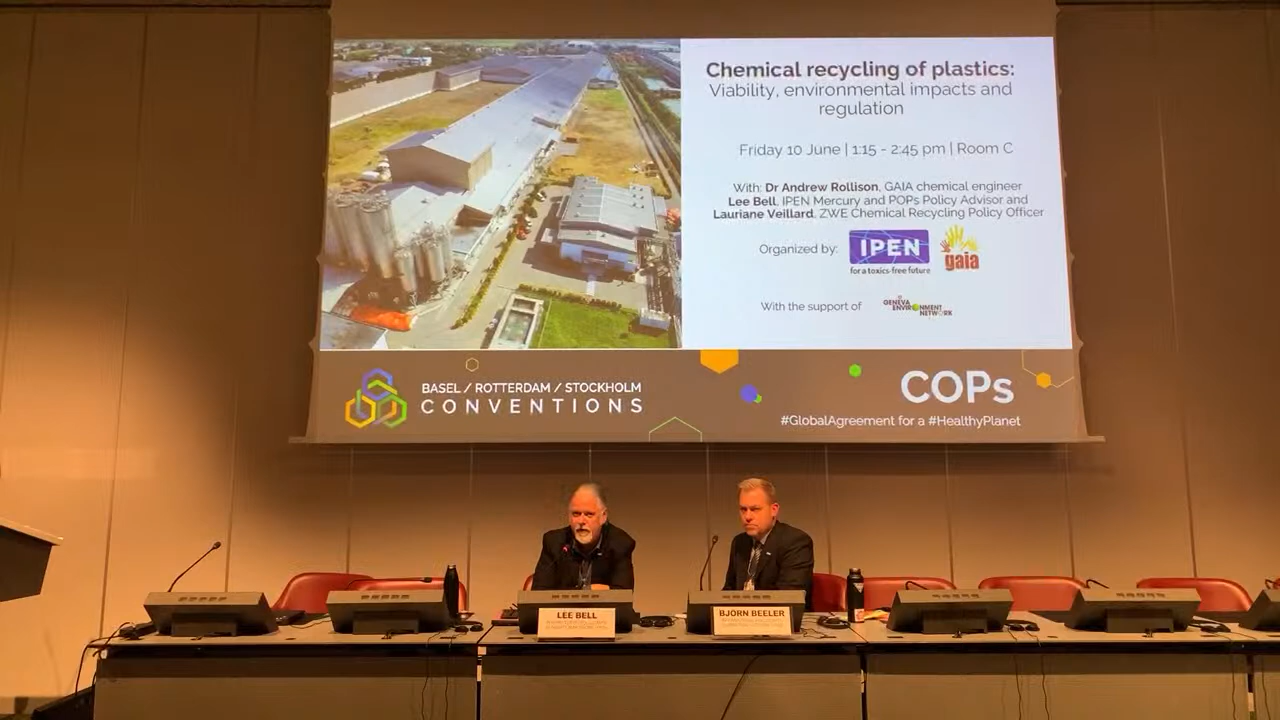 Chemical recycling of plastics:
Viability, environmental impacts and
regulation
Friday 10 June | 1:15 - 2:45 pm | Room C
With: Dr Andrew Rollison, GAIA chemical engineer
Lee Bell, IPEN Mercury and POPs Policy Advisor and
Lauriane Veillard, ZWE Chemical Recycling Policy Officer
Organized by:
IPEN
for a toxics-free future
gaia
With the support of
GENEVA
ENVIRONMENT
NETWORK
BASEL / ROTTERDAM / STOCKHOLM
CONVENTIONS
COPs
#GlobalAgreement for a #HealthyPlanet
LEE BELL
BJORN BEELER